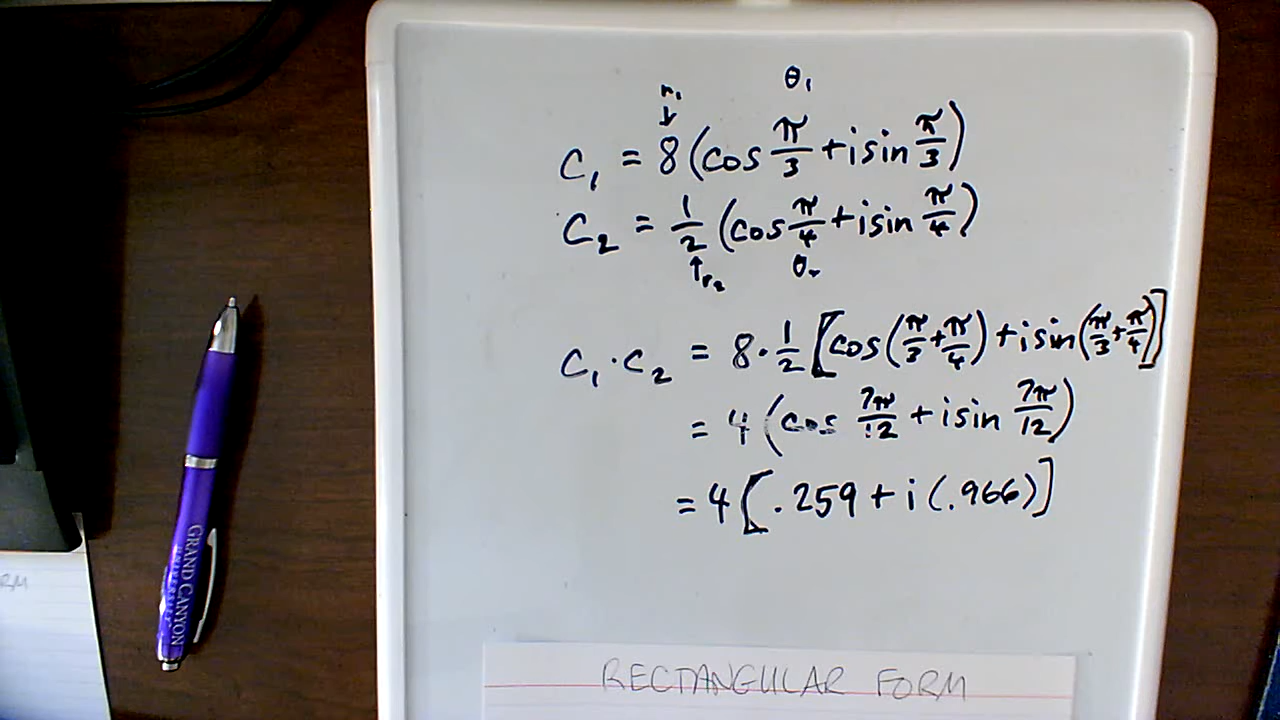 r₁ θ₁
↓
C₁ = 8 (cos π/3 + i sin π/3)
C₂ = 1/2 (cos π/4 + i sin π/4)
↑r₂ θ₂
C₁ · C₂ = 8 · 1/2 [cos(π/3 + π/4) + i sin(π/3 + π/4)]
= 4 (cos 7π/12 + i sin 7π/12)
= 4 [.259 + i (.966)]
RECTANGULAR FORM
GRAND CANYON
UNIVERSITY
RM